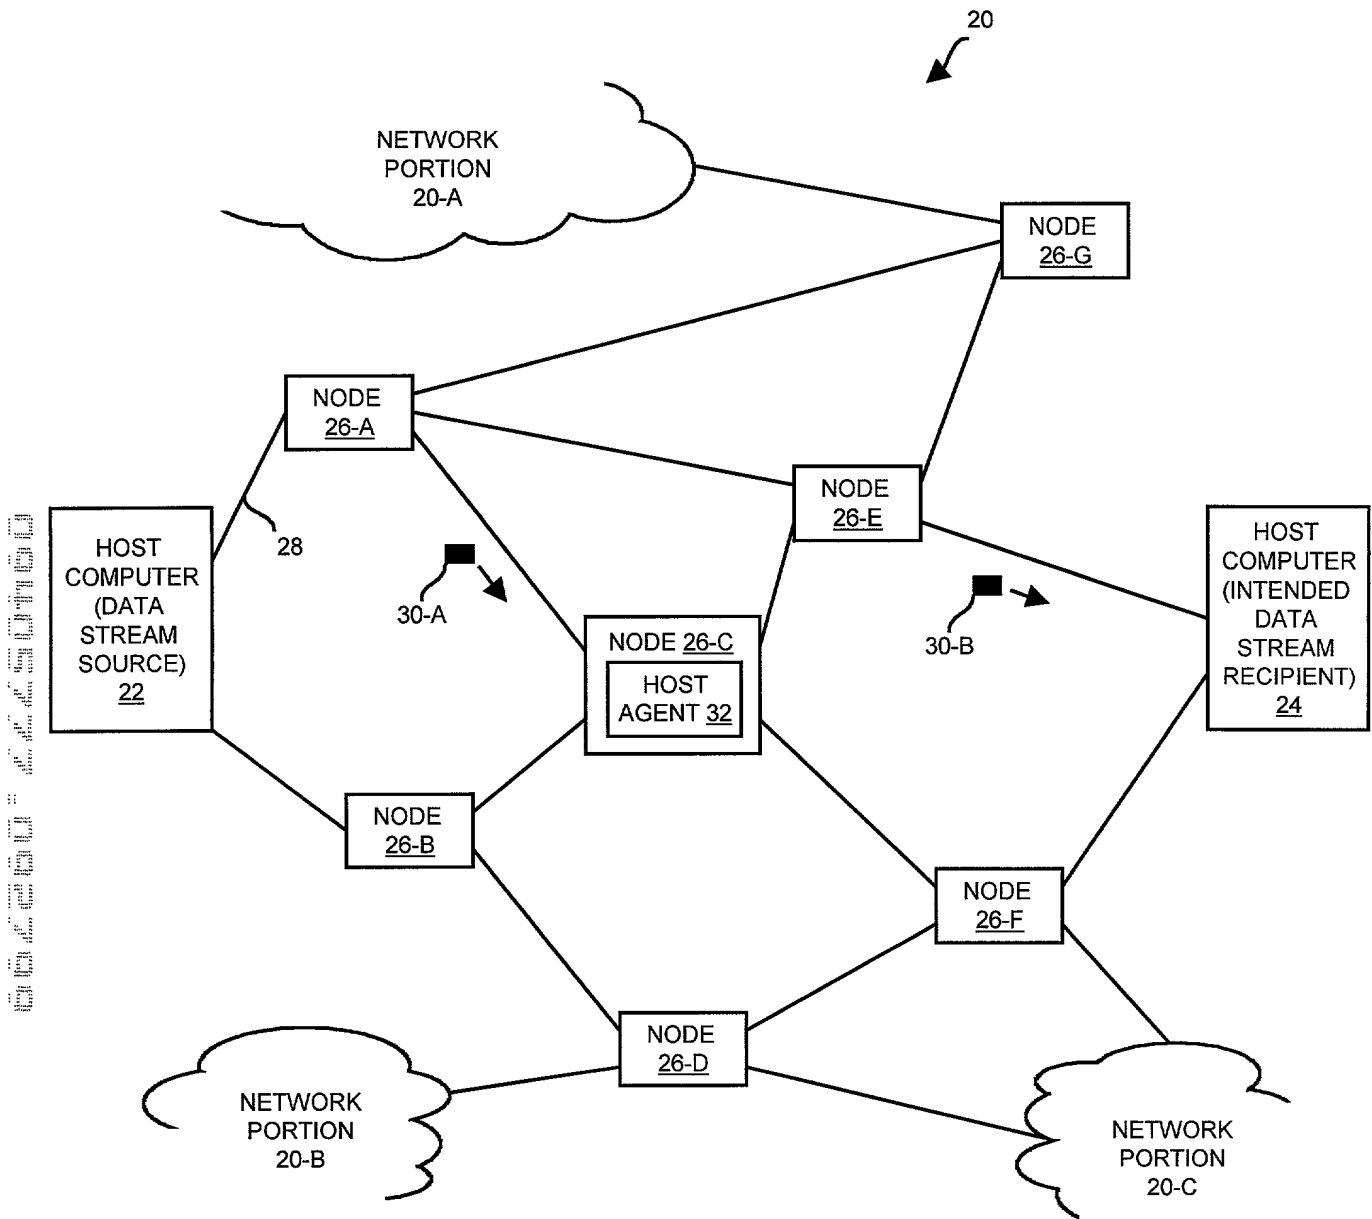 20
NETWORK
PORTION
20-A
NODE
26-G
NODE
26-A
NODE
26-E
28
HOST
COMPUTER
(DATA
STREAM
SOURCE)
22
30-A
30-B
HOST
COMPUTER
(INTENDED
DATA
STREAM
RECIPIENT)
24
NODE 26-C
HOST
AGENT 32
NODE
26-B
NODE
26-F
NODE
26-D
NETWORK
PORTION
20-B
NETWORK
PORTION
20-C